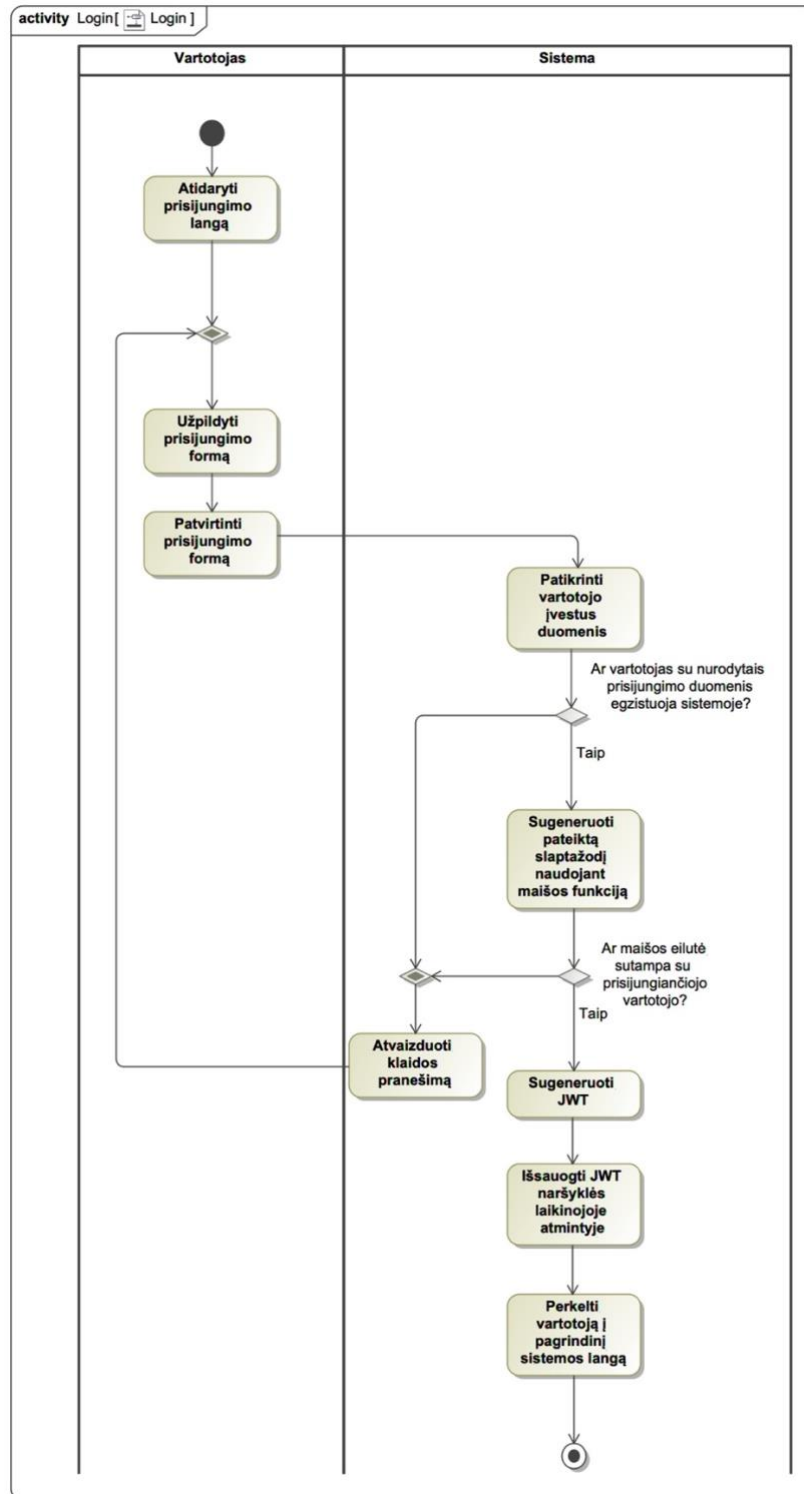 activity Login[ Login ]
Vartotojas
Sistema
Atidaryti
prisijungimo
langą
Užpildyti
prisijungimo
formą
Patvirtinti
prisijungimo
formą
Patikrinti
vartotojo
įvestus
duomenis
Ar vartotojas su nurodytais
prisijungimo duomenis
egzistuoja sistemoje?
Taip
Sugeneruoti
pateiktą
slaptažodį
naudojant
maišos funkciją
Ar maišos eilutė
sutampa su
prisijungiančiojo
vartotojo?
Taip
Atvaizduoti
klaidos
pranešimą
Sugeneruoti
JWT
Išsaugoti JWT
naršyklės
laikinojoje
atmintyje
Perkelti
vartotoją į
pagrindinį
sistemos langą